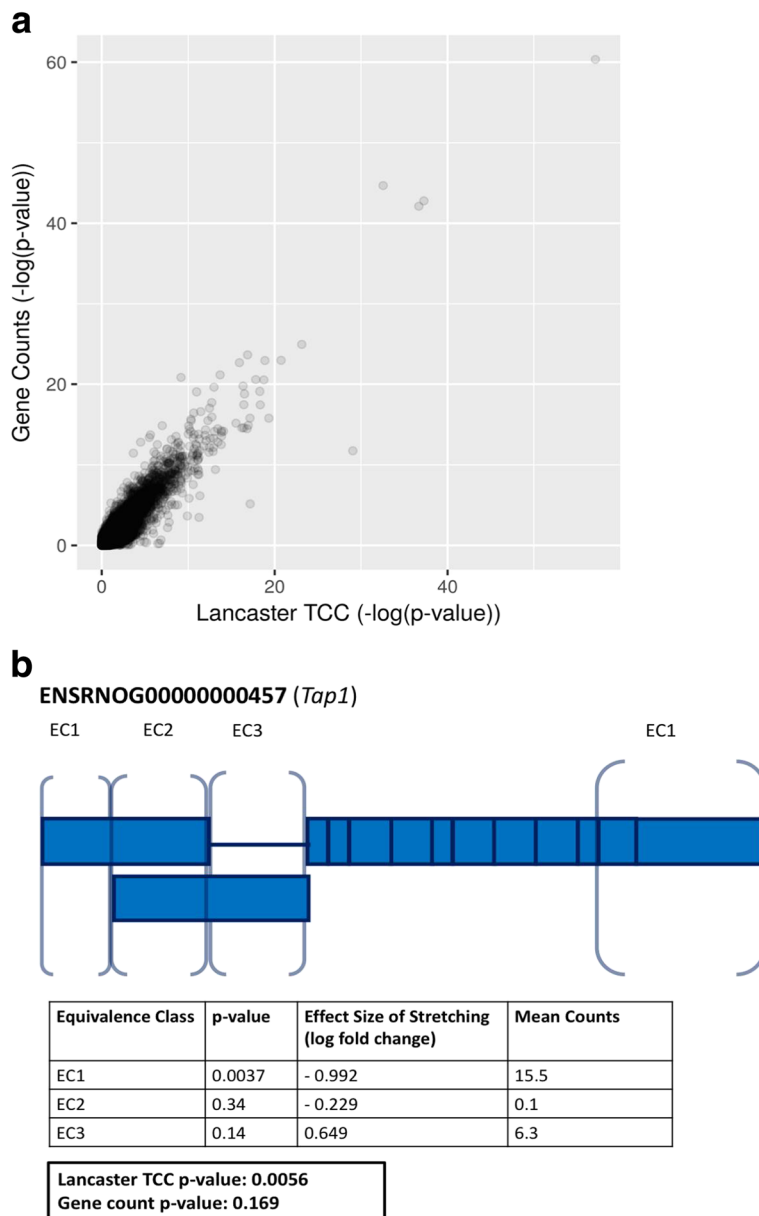 a
60
40
20
0
Gene Counts (-log(p-value))
0 20 40
Lancaster TCC (-log(p-value))
b
ENSRNOG00000000457 (Tap1)
EC1 EC2 EC3 EC1
Equivalence Class p-value Effect Size of Stretching (log fold change) Mean Counts
EC1 0.0037 - 0.992 15.5
EC2 0.34 - 0.229 0.1
EC3 0.14 0.649 6.3
Lancaster TCC p-value: 0.0056
Gene count p-value: 0.169